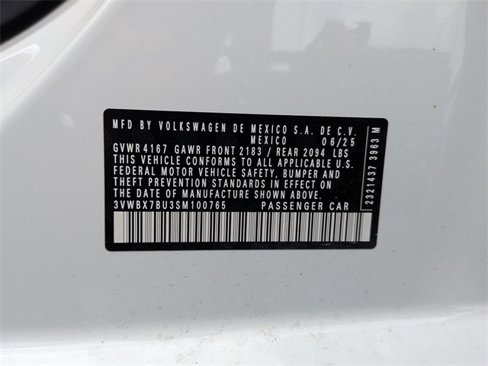 MFD BY VOLKSWAGEN DE MEXICO S.A. DE C.V.
MEXICO 06/25
GVWR 4167 GAWR FRONT 2183 / REAR 2094 LBS.
THIS VEHICLE CONFORMS TO ALL APPLICABLE U.S.
FEDERAL MOTOR VEHICLE SAFETY, BUMPER AND
THEFT PREVENTION STANDARDS IN EFFECT ON THE
DATE OF MANUFACTURE SHOWN ABOVE.
3VWBX7BU3SM100765 PASSENGER CAR
2321437 3963 M